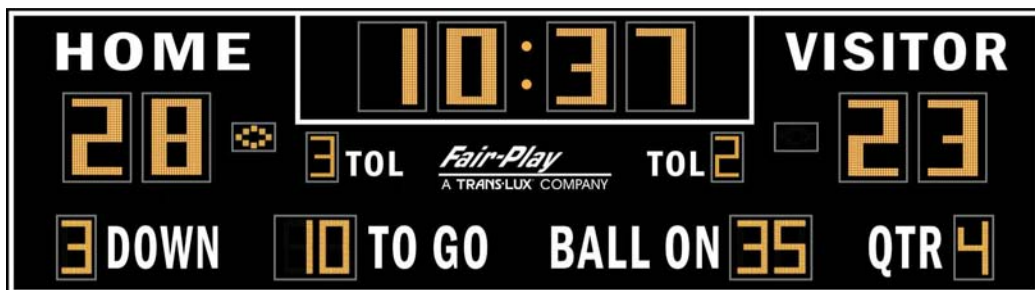 HOME 10:37 VISITOR
28 23
3 TOL Fair-Play TOL 2
A TRANS-LUX COMPANY
3 DOWN 10 TO GO BALL ON 35 QTR 4